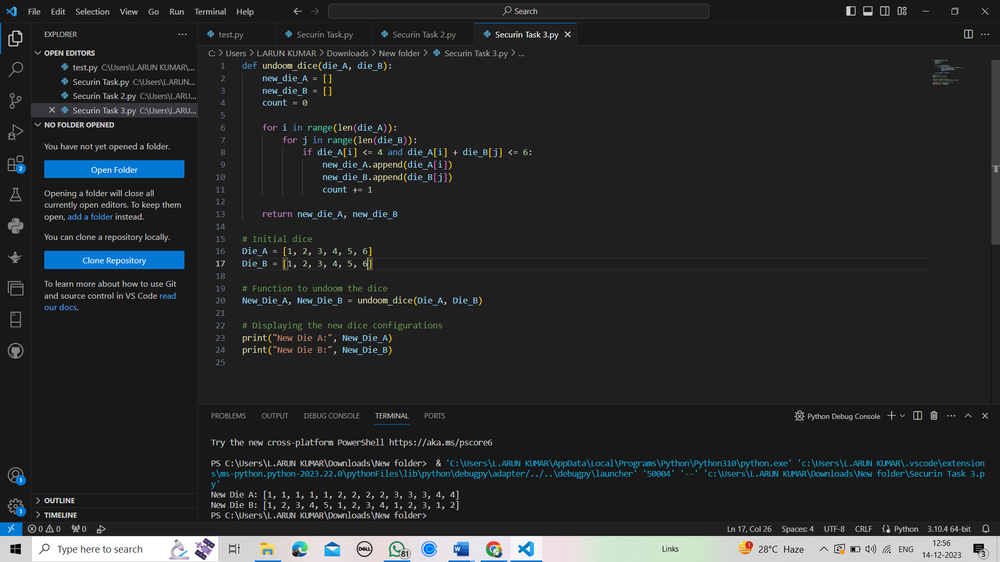 File Edit Selection View Go Run Terminal Help
Search
EXPLORER
OPEN EDITORS
test.py C:\Users\L.ARUN KUMAR\...
Securin Task.py C:\Users\L.ARUN...
Securin Task 2.py C:\Users\L.ARU...
Securin Task 3.py C:\Users\L.ARU...
NO FOLDER OPENED
You have not yet opened a folder.
Open Folder
Opening a folder will close all
currently open editors. To keep them
open, add a folder instead.
You can clone a repository locally.
Clone Repository
To learn more about how to use Git
and source control in VS Code read
our docs.
OUTLINE
TIMELINE
2
1
1
test.py Securin Task.py Securin Task 2.py Securin Task 3.py
C: > Users > L.ARUN KUMAR > Downloads > New folder > Securin Task 3.py > ...
1 def undoom_dice(die_A, die_B):
2 new_die_A = []
3 new_die_B = []
4 count = 0
5
6 for i in range(len(die_A)):
7 for j in range(len(die_B)):
8 if die_A[i] <= 4 and die_A[i] + die_B[j] <= 6:
9 new_die_A.append(die_A[i])
10 new_die_B.append(die_B[j])
11 count += 1
12
13 return new_die_A, new_die_B
14
15 # Initial dice
16 Die_A = [1, 2, 3, 4, 5, 6]
17 Die_B = [1, 2, 3, 4, 5, 6]
18
19 # Function to undoom the dice
20 New_Die_A, New_Die_B = undoom_dice(Die_A, Die_B)
21
22 # Displaying the new dice configurations
23 print("New Die A:", New_Die_A)
24 print("New Die B:", New_Die_B)
25
PROBLEMS OUTPUT DEBUG CONSOLE TERMINAL PORTS
Python Debug Console
Try the new cross-platform PowerShell https://aka.ms/pscore6
PS C:\Users\L.ARUN KUMAR\Downloads\New folder> & 'C:\Users\L.ARUN KUMAR\AppData\Local\Programs\Python\Python310\python.exe' 'c:\Users\L.ARUN KUMAR\.vscode\extension
s\ms-python.python-2023.22.0\pythonFiles\lib\python\debugpy\adapter/../..\debugpy\launcher' '50004' '--' 'c:\Users\L.ARUN KUMAR\Downloads\New folder\Securin Task 3.p
y'
New Die A: [1, 1, 1, 1, 1, 2, 2, 2, 2, 3, 3, 3, 4, 4]
New Die B: [1, 2, 3, 4, 5, 1, 2, 3, 4, 1, 2, 3, 1, 2]
PS C:\Users\L.ARUN KUMAR\Downloads\New folder>
0 0 0 Ln 17, Col 26 Spaces: 4 UTF-8 CRLF Python 3.10.4 64-bit
Type here to search
DELL
81
Links
1
28°C Haze
ENG
12:56
14-12-2023
3